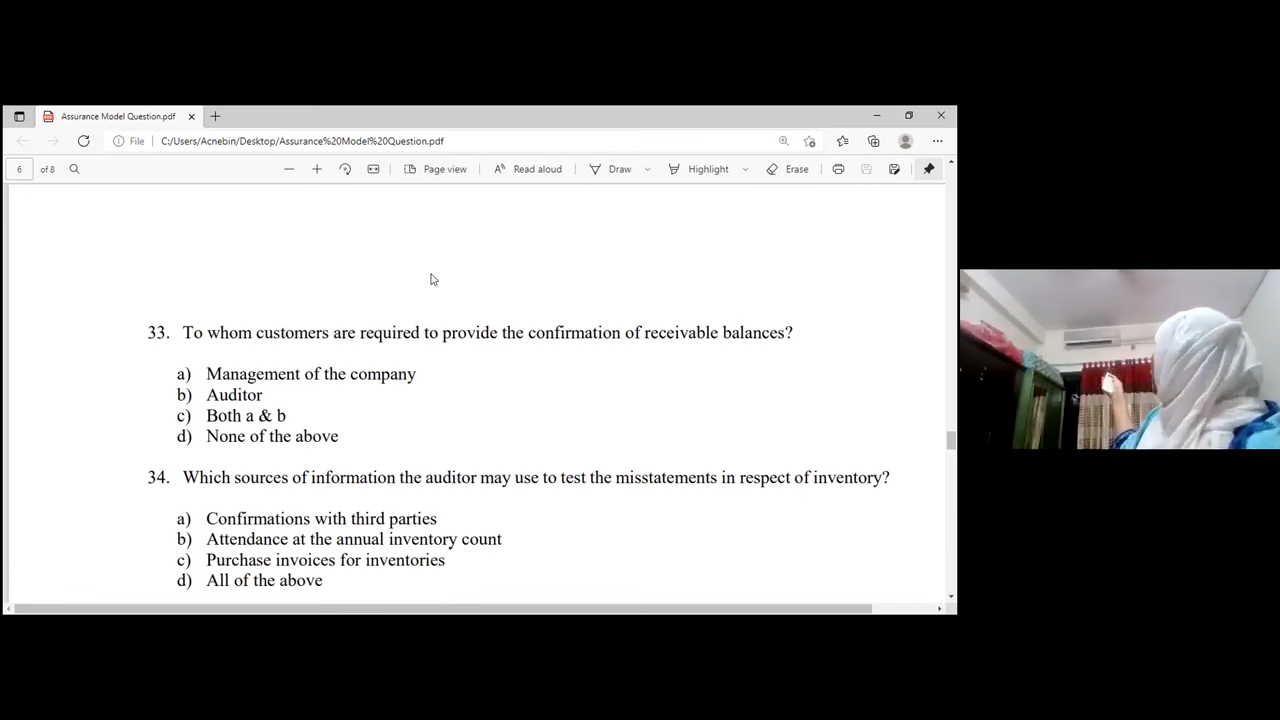 Assurance Model Question.pdf
File C:/Users/Acnebin/Desktop/Assurance%20Model%20Question.pdf
6 of 8 Page view Read aloud Draw Highlight Erase
33. To whom customers are required to provide the confirmation of receivable balances?
a) Management of the company
b) Auditor
c) Both a & b
d) None of the above
34. Which sources of information the auditor may use to test the misstatements in respect of inventory?
a) Confirmations with third parties
b) Attendance at the annual inventory count
c) Purchase invoices for inventories
d) All of the above